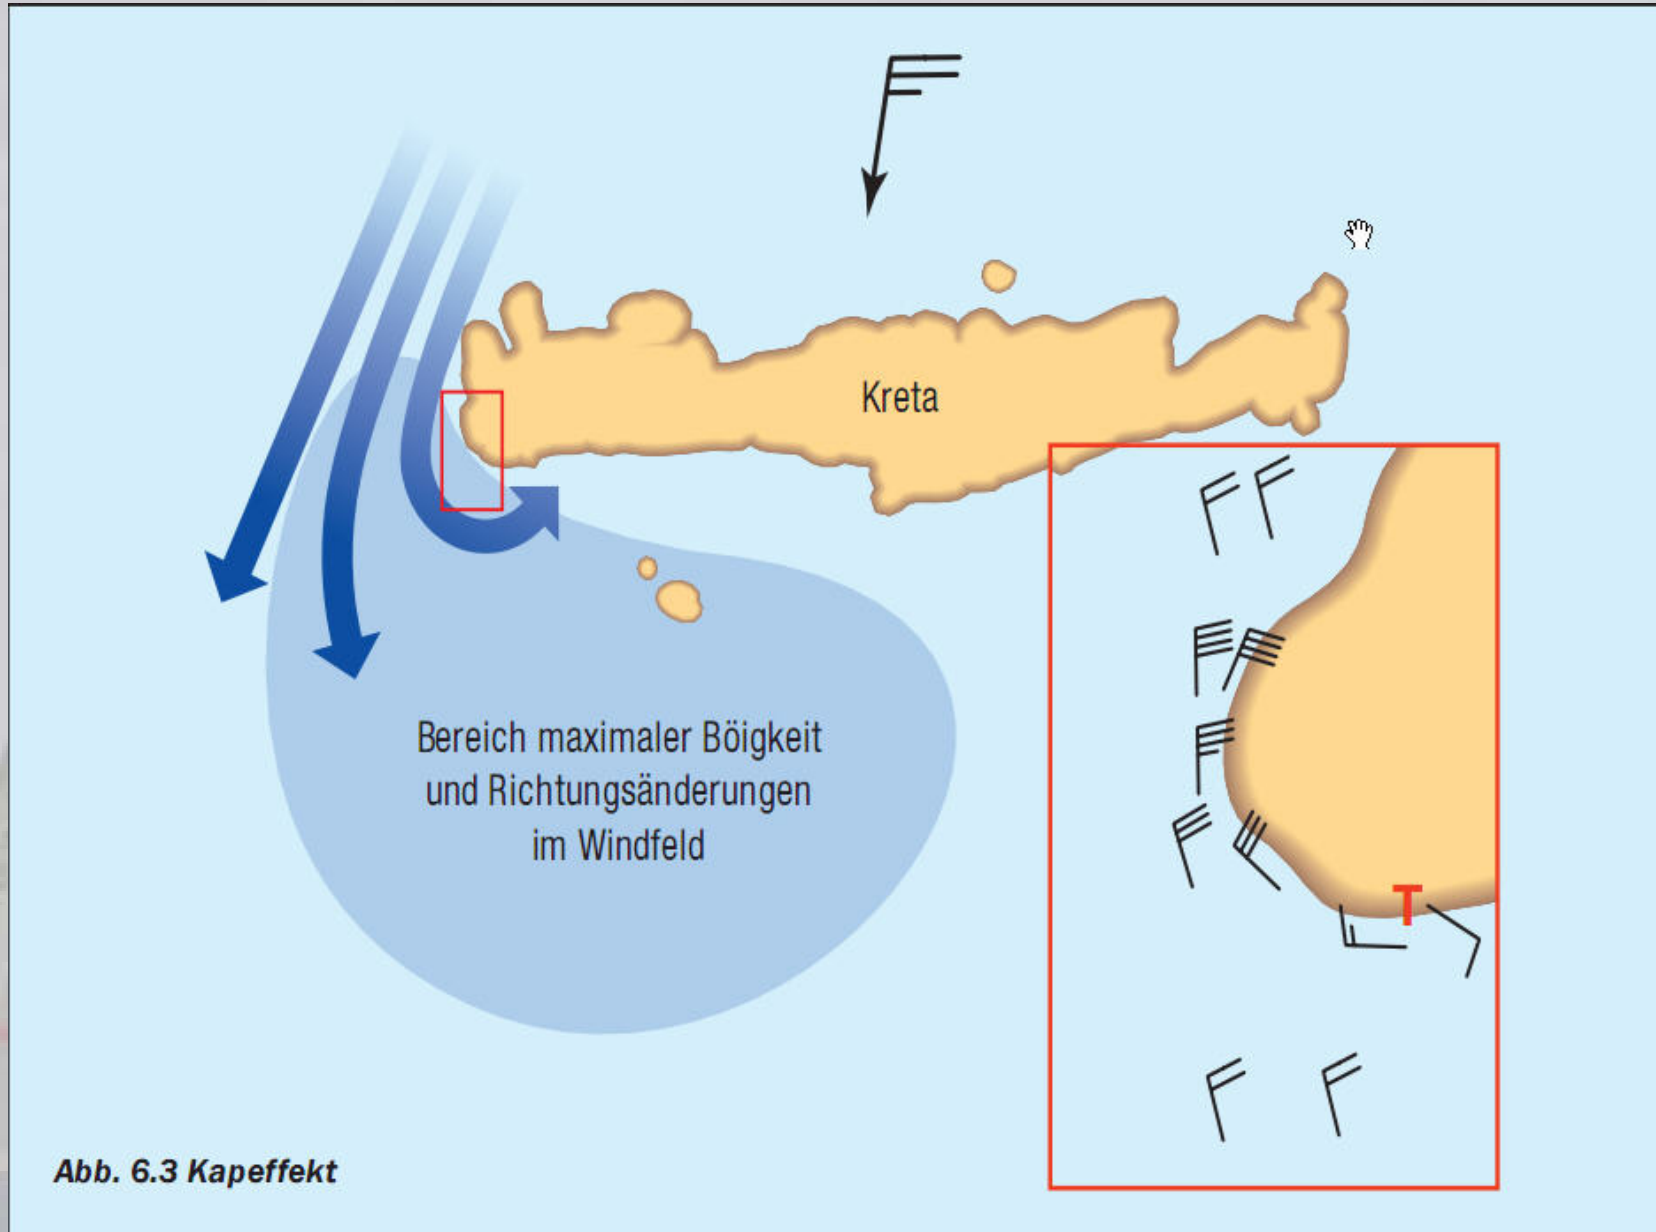 Kreta
Bereich maximaler Böigkeit
und Richtungsänderungen
im Windfeld
T
Abb. 6.3 Kapeffekt